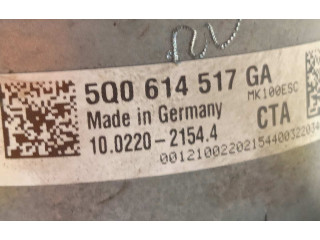 5Q0 614 517 GA
MK100ESC
Made in Germany
CTA
10.0220-2154.4